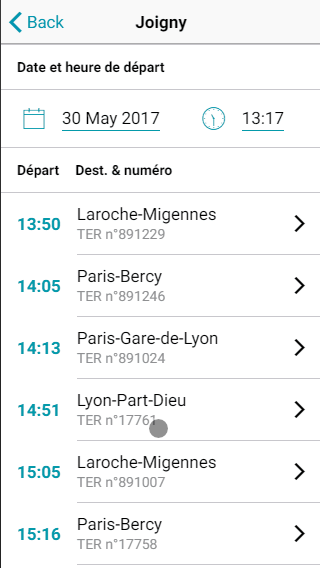 Back
Joigny
Date et heure de départ
30 May 2017 13:17
Départ Dest. & numéro
13:50 Laroche-Migennes
TER n°891229
14:05 Paris-Bercy
TER n°891246
14:13 Paris-Gare-de-Lyon
TER n°891024
14:51 Lyon-Part-Dieu
TER n°17761
15:05 Laroche-Migennes
TER n°891007
15:16 Paris-Bercy
TER n°17758